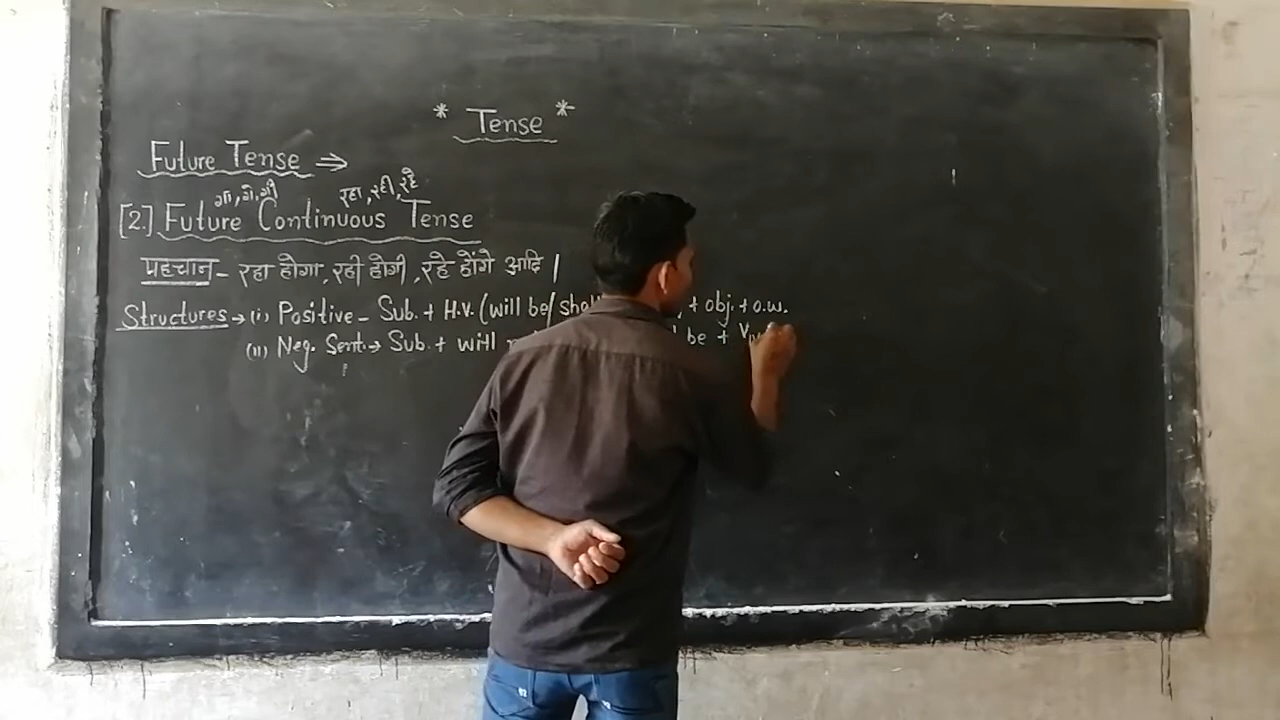 * Tense *
Future Tense ⇒
गा, गे, गी रहा, रही, रहे
[2.] Future Continuous Tense
पहचान - रहा होगा, रही होगी, रहे होंगे आदि |
Structures → (i) Positive - Sub. + H.V. (will be/ + obj. + o.w.
(ii) Neg. Sent. → Sub. + will be +